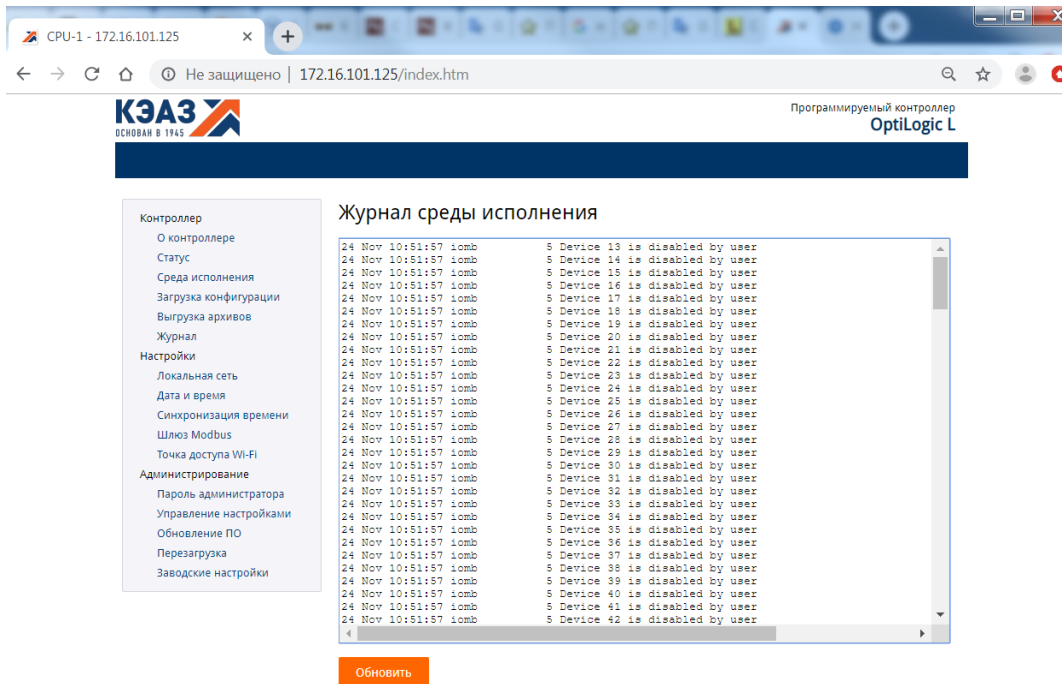 CPU-1 - 172.16.101.125
Не защищено | 172.16.101.125/index.htm
КЭАЗ
ОСНОВАН В 1945
Программируемый контроллер
OptiLogic L
Контроллер
О контроллере
Статус
Среда исполнения
Загрузка конфигурации
Выгрузка архивов
Журнал
Настройки
Локальная сеть
Дата и время
Синхронизация времени
Шлюз Modbus
Точка доступа Wi-Fi
Администрирование
Пароль администратора
Управление настройками
Обновление ПО
Перезагрузка
Заводские настройки
Журнал среды исполнения
24 Nov 10:51:57 iomb 5 Device 13 is disabled by user
24 Nov 10:51:57 iomb 5 Device 14 is disabled by user
24 Nov 10:51:57 iomb 5 Device 15 is disabled by user
24 Nov 10:51:57 iomb 5 Device 16 is disabled by user
24 Nov 10:51:57 iomb 5 Device 17 is disabled by user
24 Nov 10:51:57 iomb 5 Device 18 is disabled by user
24 Nov 10:51:57 iomb 5 Device 19 is disabled by user
24 Nov 10:51:57 iomb 5 Device 20 is disabled by user
24 Nov 10:51:57 iomb 5 Device 21 is disabled by user
24 Nov 10:51:57 iomb 5 Device 22 is disabled by user
24 Nov 10:51:57 iomb 5 Device 23 is disabled by user
24 Nov 10:51:57 iomb 5 Device 24 is disabled by user
24 Nov 10:51:57 iomb 5 Device 25 is disabled by user
24 Nov 10:51:57 iomb 5 Device 26 is disabled by user
24 Nov 10:51:57 iomb 5 Device 27 is disabled by user
24 Nov 10:51:57 iomb 5 Device 28 is disabled by user
24 Nov 10:51:57 iomb 5 Device 29 is disabled by user
24 Nov 10:51:57 iomb 5 Device 30 is disabled by user
24 Nov 10:51:57 iomb 5 Device 31 is disabled by user
24 Nov 10:51:57 iomb 5 Device 32 is disabled by user
24 Nov 10:51:57 iomb 5 Device 33 is disabled by user
24 Nov 10:51:57 iomb 5 Device 34 is disabled by user
24 Nov 10:51:57 iomb 5 Device 35 is disabled by user
24 Nov 10:51:57 iomb 5 Device 36 is disabled by user
24 Nov 10:51:57 iomb 5 Device 37 is disabled by user
24 Nov 10:51:57 iomb 5 Device 38 is disabled by user
24 Nov 10:51:57 iomb 5 Device 39 is disabled by user
24 Nov 10:51:57 iomb 5 Device 40 is disabled by user
24 Nov 10:51:57 iomb 5 Device 41 is disabled by user
24 Nov 10:51:57 iomb 5 Device 42 is disabled by user
Обновить